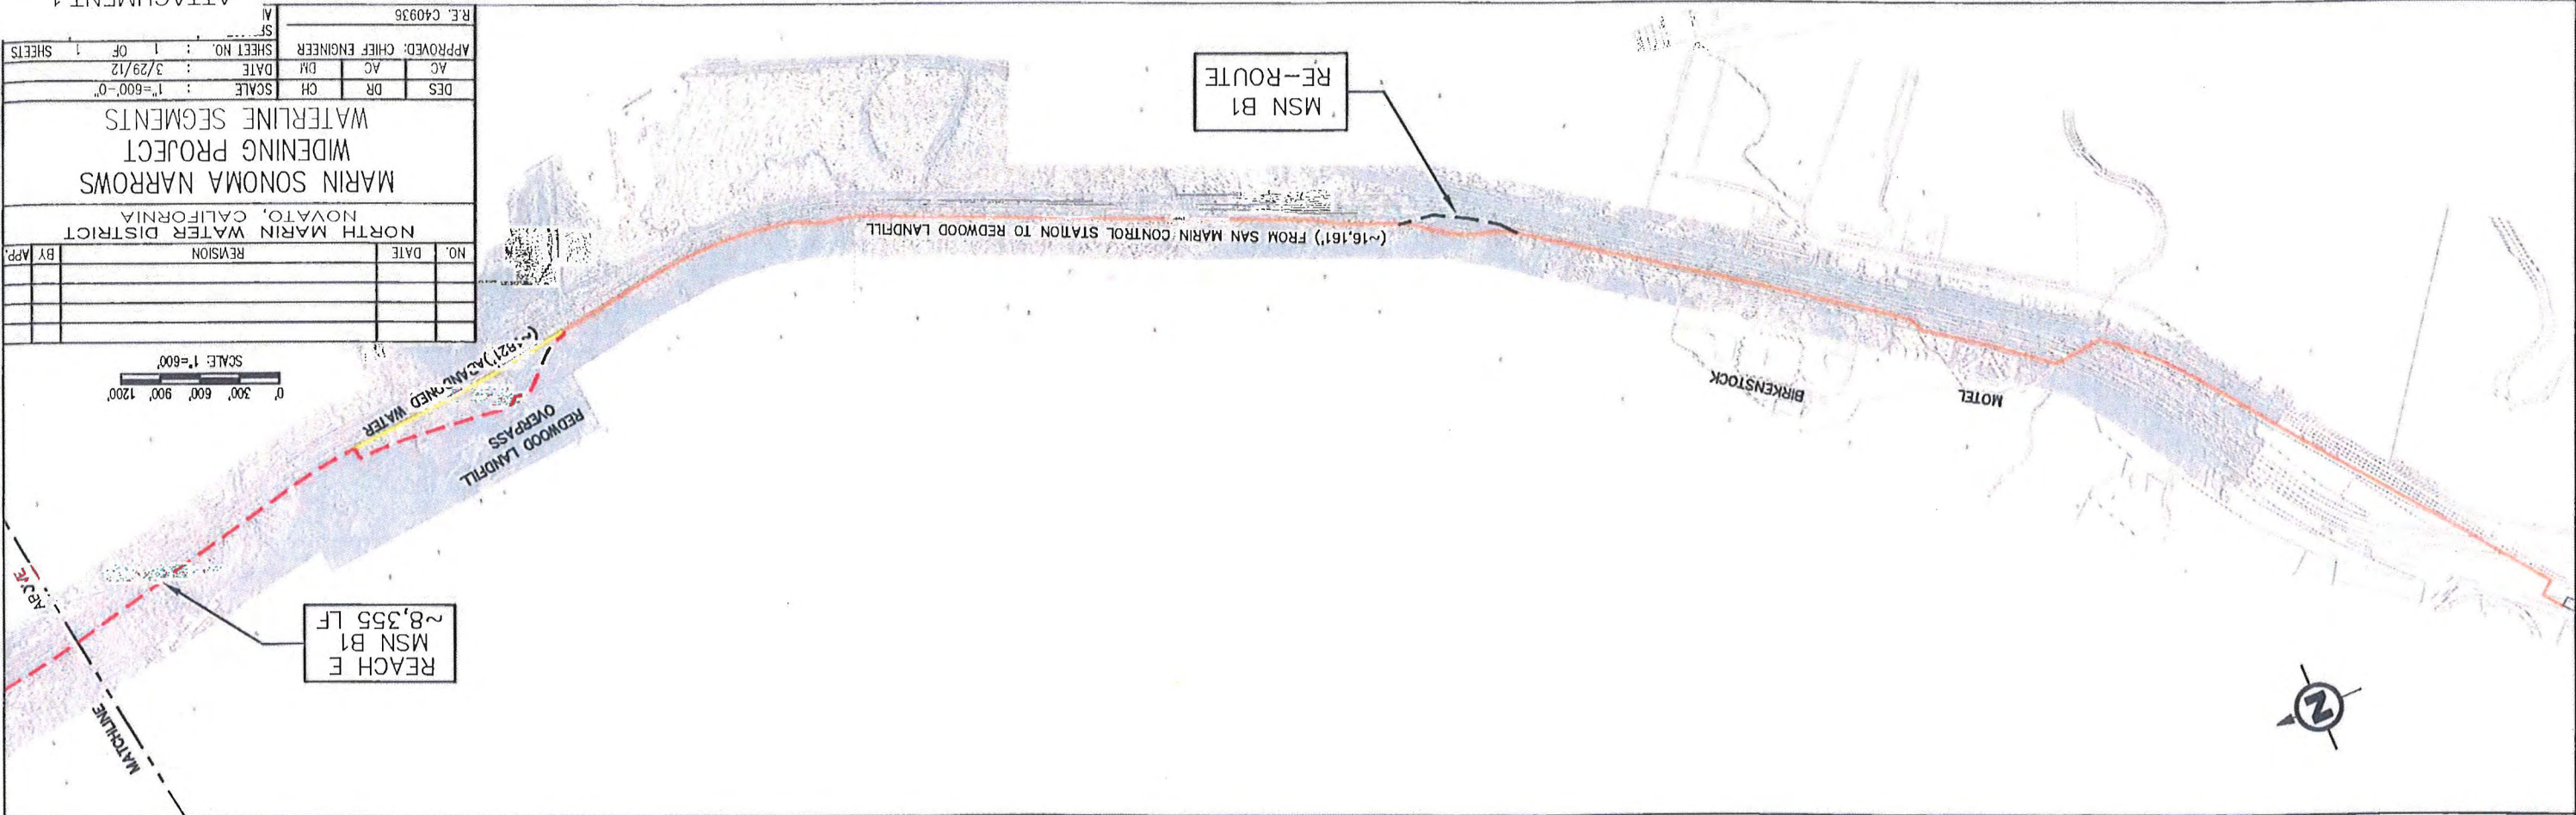 MATCHLINE
ABOVE
REACH E
MSN B1
~8,355 LF
REDWOOD LANDFILL
OVERPASS
ABANDONED WATER
MOTEL
BIRKENSTOCK
(~16,161') FROM SAN MARIN CONTROL STATION TO REDWOOD LANDFILL
MSN B1
RE-ROUTE
N
0' 300' 600' 900' 1200'
SCALE: 1"=600'
NO. DATE REVISION BY APP.
NORTH MARIN WATER DISTRICT
NOVATO, CALIFORNIA
MARIN SONOMA NARROWS
WIDENING PROJECT
WATERLINE SEGMENTS
DES DR CH SCALE : 1"=600'-0"
AC AC DM DATE : 3/29/12
APPROVED: CHIEF ENGINEER SHEET NO. : 1 OF 1 SHEETS
R.E. C40936
ATTACHMENT 1